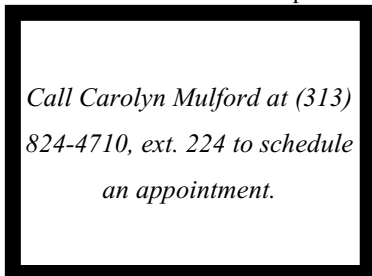 Call Carolyn Mulford at (313)
824-4710, ext. 224 to schedule
an appointment.